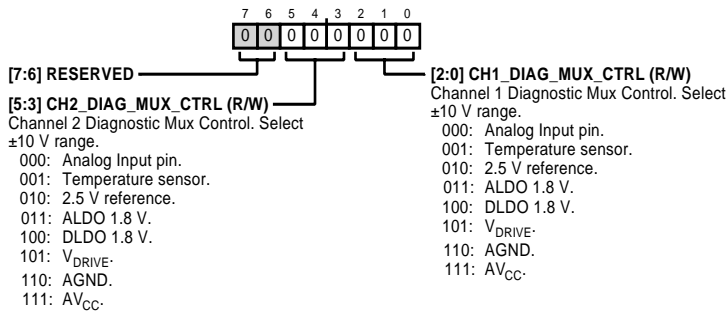 7 6 5 4 3 2 1 0
0 0 0 0 0 0 0 0
[7:6] RESERVED
[5:3] CH2_DIAG_MUX_CTRL (R/W)
Channel 2 Diagnostic Mux Control. Select
±10 V range.
000: Analog Input pin.
001: Temperature sensor.
010: 2.5 V reference.
011: ALDO 1.8 V.
100: DLDO 1.8 V.
101: VDRIVE.
110: AGND.
111: AVCC.
[2:0] CH1_DIAG_MUX_CTRL (R/W)
Channel 1 Diagnostic Mux Control. Select
±10 V range.
000: Analog Input pin.
001: Temperature sensor.
010: 2.5 V reference.
011: ALDO 1.8 V.
100: DLDO 1.8 V.
101: VDRIVE.
110: AGND.
111: AVCC.